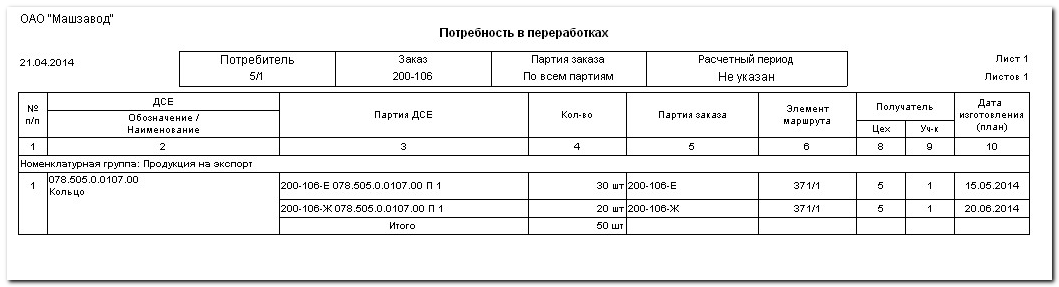 ОАО "Машзавод"
Потребность в переработках
21.04.2014
Потребитель Заказ Партия заказа Расчетный период
5/1 200-106 По всем партиям Не указан
Лист 1
Листов 1
№ п/п ДСЕ Обозначение / Наименование Партия ДСЕ Кол-во Партия заказа Элемент маршрута Получатель Цех Уч-к Дата изготовления (план)
1 2 3 4 5 6 8 9 10
Номенклатурная группа: Продукция на экспорт
1 078.505.0.0107.00 Кольцо 200-106-Е 078.505.0.0107.00 П 1 30 шт 200-106-Е 371/1 5 1 15.05.2014
200-106-Ж 078.505.0.0107.00 П 1 20 шт 200-106-Ж 371/1 5 1 20.06.2014
Итого 50 шт